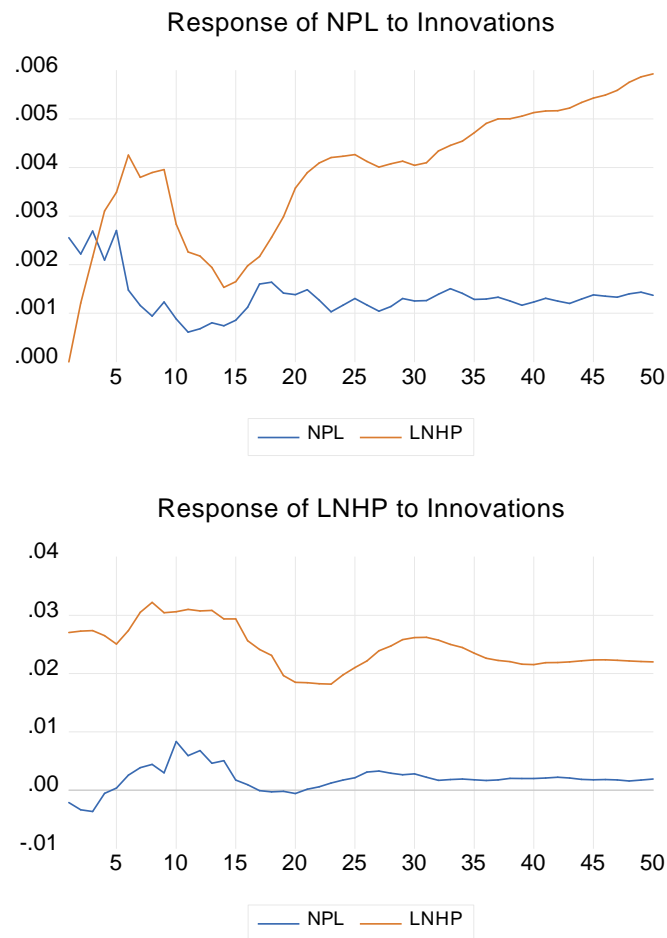 Response of NPL to Innovations
.006
.005
.004
.003
.002
.001
.000
5 10 15 20 25 30 35 40 45 50
NPL LNHP
Response of LNHP to Innovations
.04
.03
.02
.01
.00
-.01
5 10 15 20 25 30 35 40 45 50
NPL LNHP